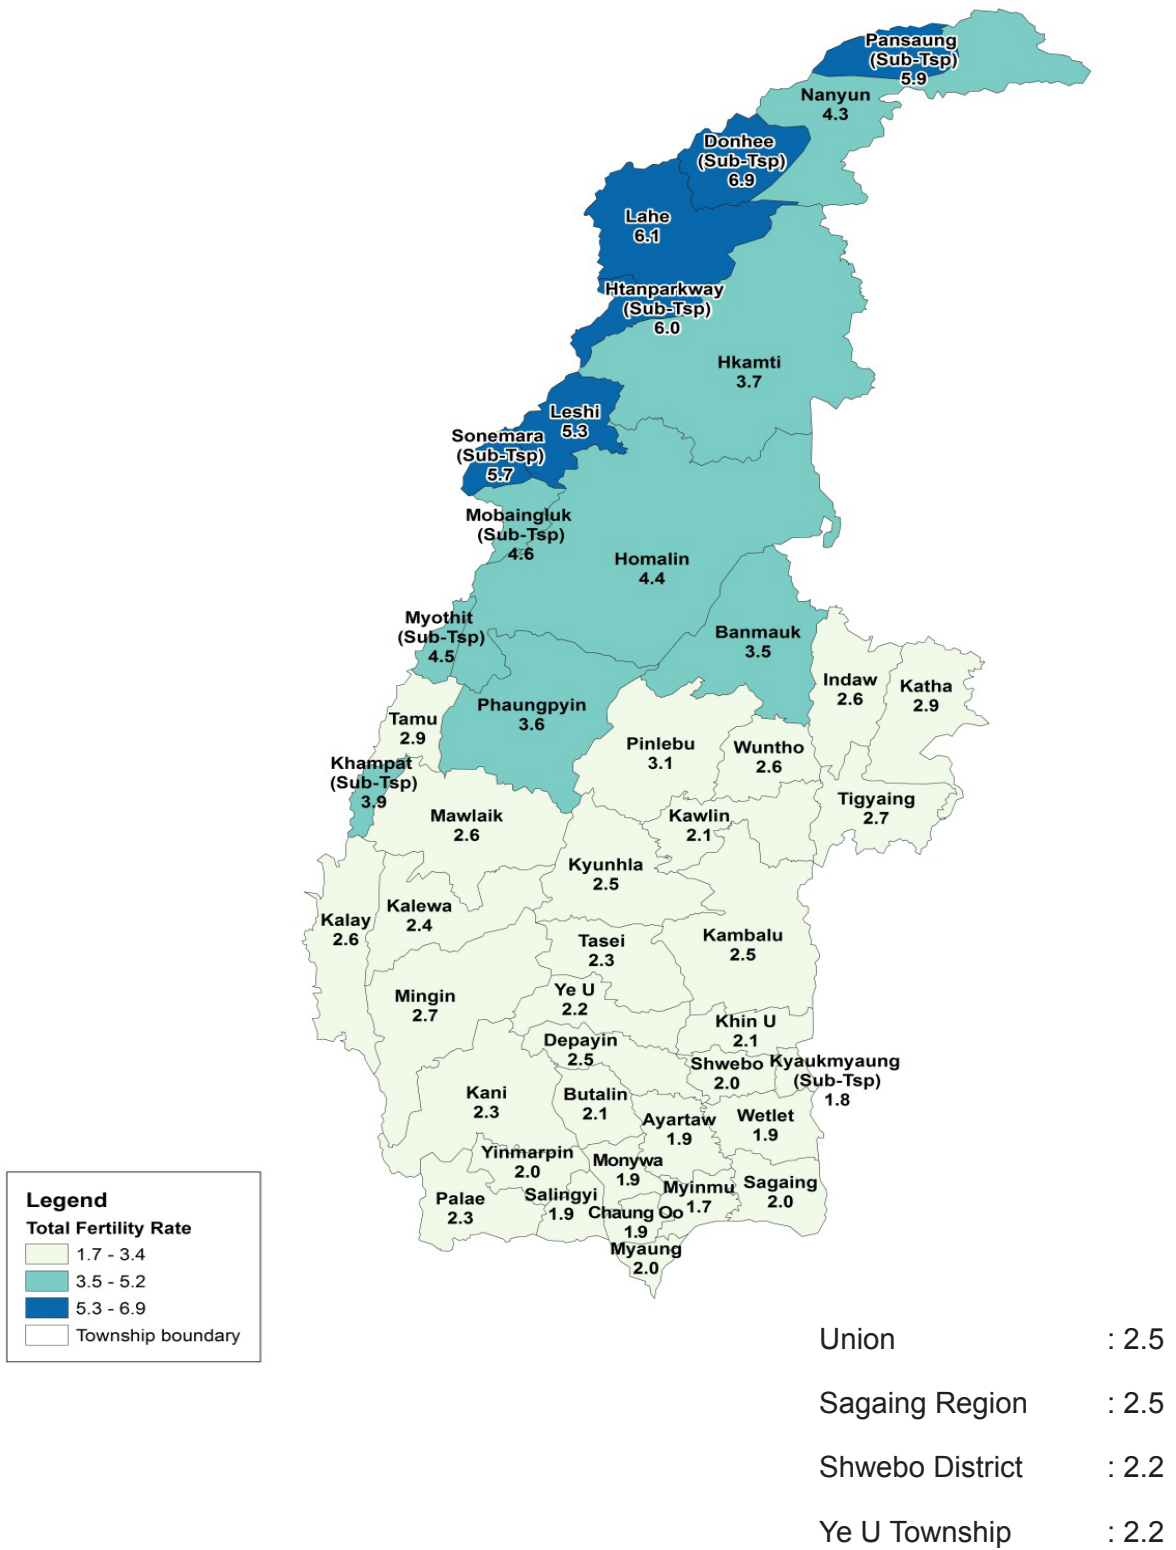 Pansaung
(Sub-Tsp)
5.9
Nanyun
4.3
Donhee
(Sub-Tsp)
6.9
Lahe
6.1
Htanparkway
(Sub-Tsp)
6.0
Hkamti
3.7
Leshi
5.3
Sonemara
(Sub-Tsp)
5.7
Mobaingluk
(Sub-Tsp)
4.6
Homalin
4.4
Myothit
(Sub-Tsp)
4.5
Banmauk
3.5
Indaw
2.6
Katha
2.9
Phaungpyin
3.6
Tamu
2.9
Pinlebu
3.1
Wuntho
2.6
Khampat
(Sub-Tsp)
3.9
Tigyaing
2.7
Mawlaik
2.6
Kawlin
2.1
Kyunhla
2.5
Kalay
2.6
Kalewa
2.4
Tasei
2.3
Kambalu
2.5
Mingin
2.7
Ye U
2.2
Khin U
2.1
Depayin
2.5
Shwebo
2.0
Kyaukmyaung
(Sub-Tsp)
1.8
Kani
2.3
Butalin
2.1
Ayartaw
1.9
Wetlet
1.9
Yinmarpin
2.0
Monywa
1.9
Palae
2.3
Salingyi
1.9
Chaung Oo
1.9
Myinmu
1.7
Sagaing
2.0
Myaung
2.0
Legend
Total Fertility Rate
1.7 - 3.4
3.5 - 5.2
5.3 - 6.9
Township boundary
Union : 2.5
Sagaing Region : 2.5
Shwebo District : 2.2
Ye U Township : 2.2